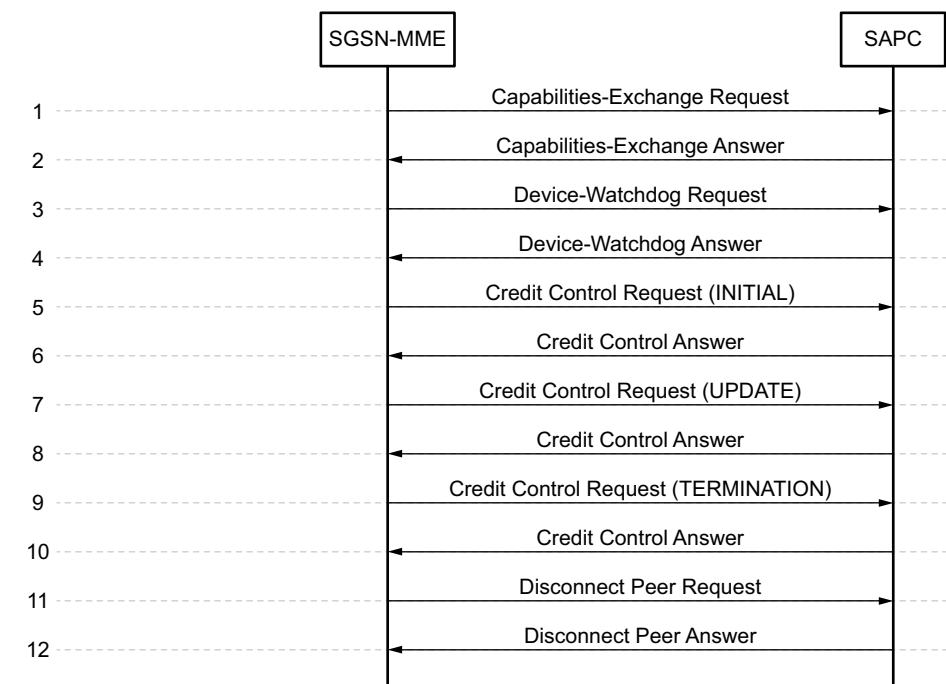 SGSN-MME
SAPC
1 Capabilities-Exchange Request
2 Capabilities-Exchange Answer
3 Device-Watchdog Request
4 Device-Watchdog Answer
5 Credit Control Request (INITIAL)
6 Credit Control Answer
7 Credit Control Request (UPDATE)
8 Credit Control Answer
9 Credit Control Request (TERMINATION)
10 Credit Control Answer
11 Disconnect Peer Request
12 Disconnect Peer Answer